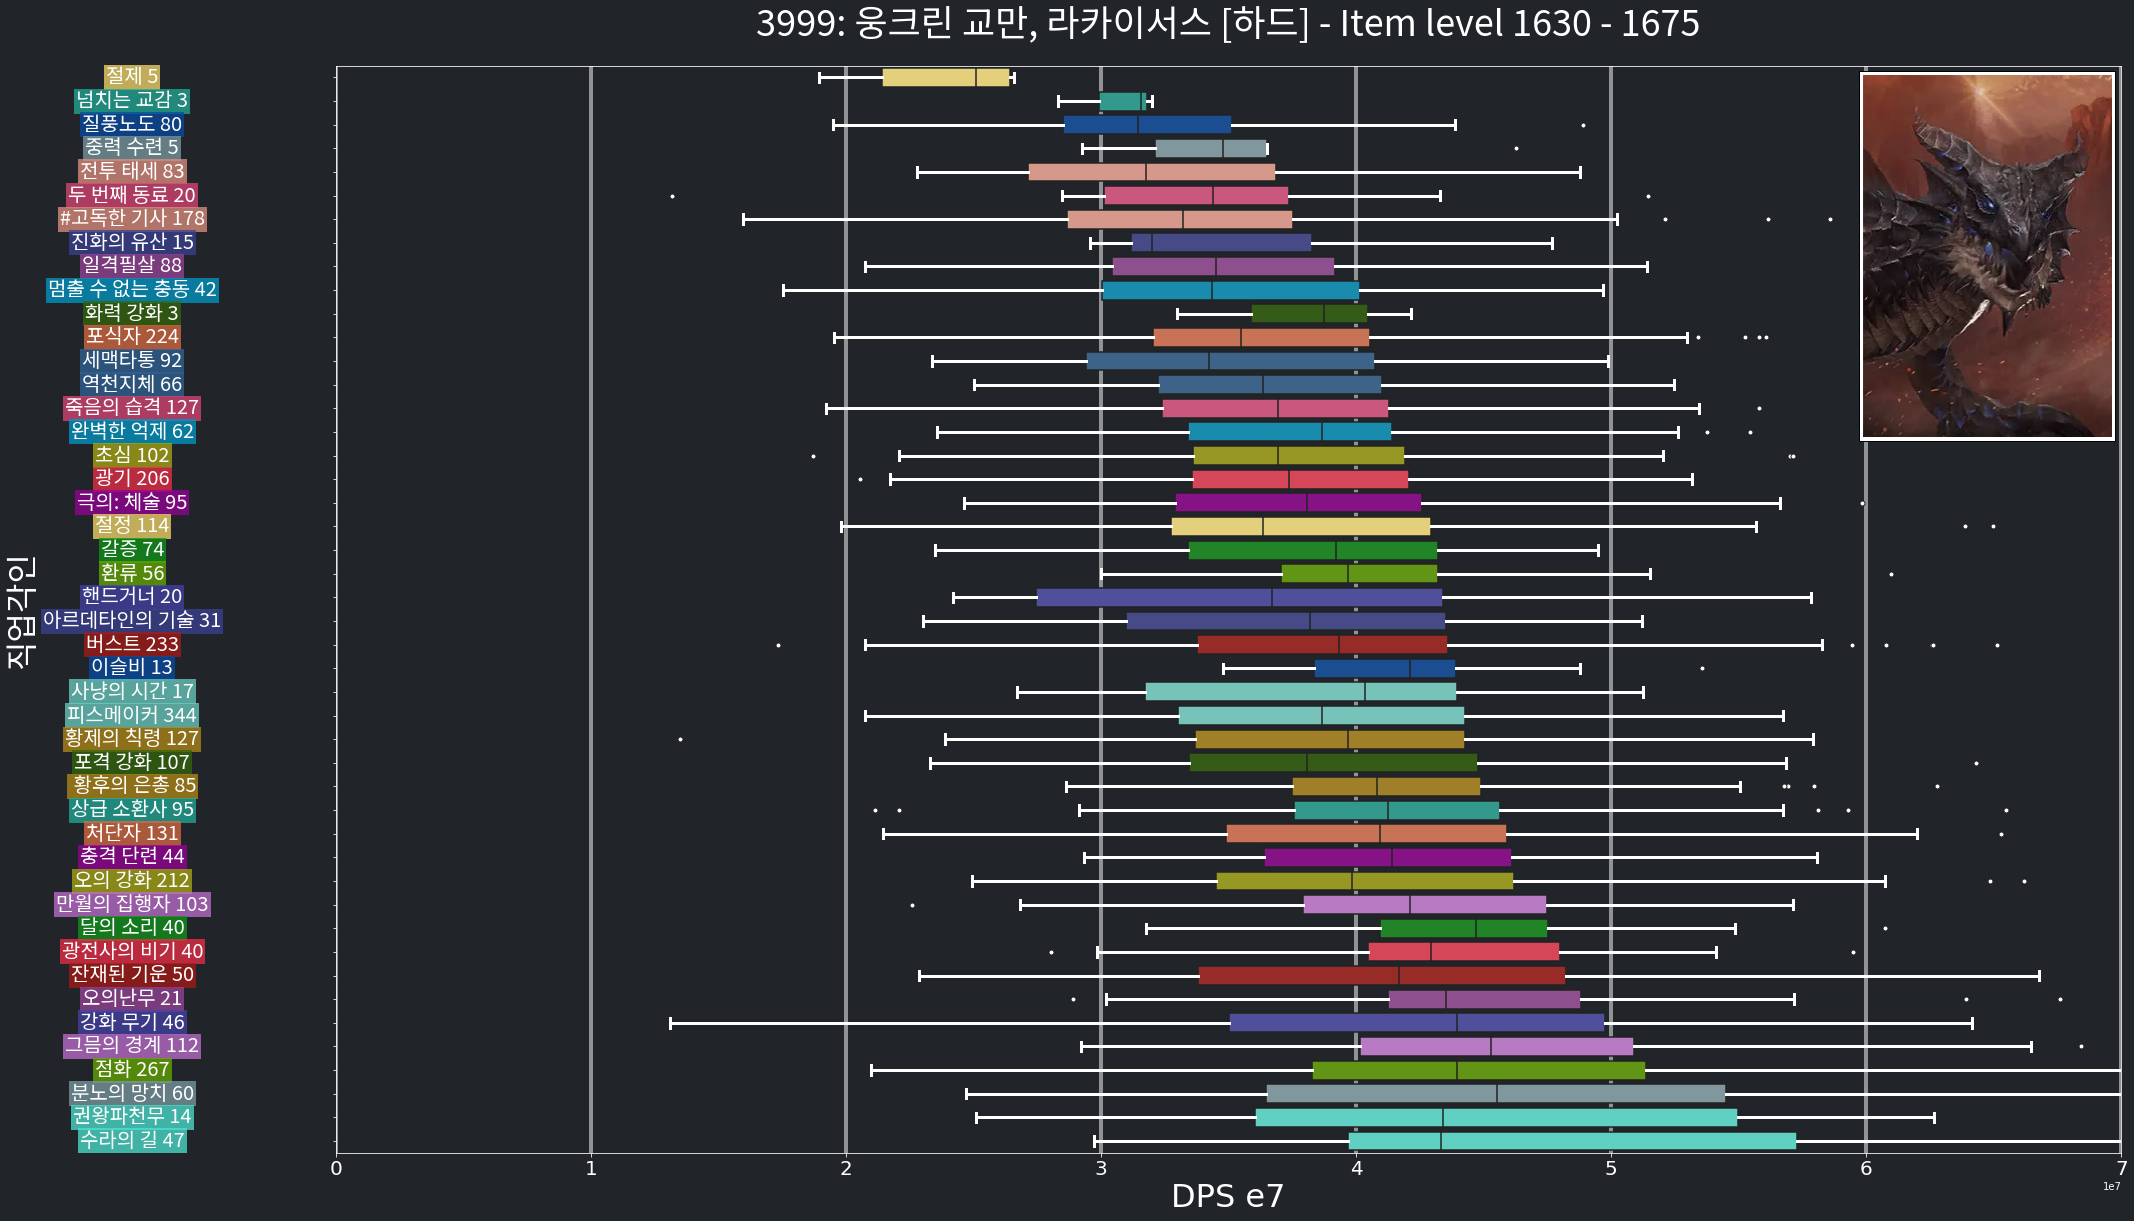 3999: 웅크린 교만, 라카이서스 [하드] - Item level 1630 - 1675
직업각인
절제 5
넘치는 교감 3
질풍노도 80
중력 수련 5
전투 태세 83
두 번째 동료 20
#고독한 기사 178
진화의 유산 15
일격필살 88
멈출 수 없는 충동 42
화력 강화 3
포식자 224
세맥타통 92
역천지체 66
죽음의 습격 127
완벽한 억제 62
초심 102
광기 206
극의: 체술 95
절정 114
갈증 74
환류 56
핸드거너 20
아르데타인의 기술 31
버스트 233
이슬비 13
사냥의 시간 17
피스메이커 344
황제의 칙령 127
포격 강화 107
황후의 은총 85
상급 소환사 95
처단자 131
충격 단련 44
오의 강화 212
만월의 집행자 103
달의 소리 40
광전사의 비기 40
잔재된 기운 50
오의난무 21
강화 무기 46
그믐의 경계 112
점화 267
분노의 망치 60
권왕파천무 14
수라의 길 47
0 1 2 3 4 5 6 7
1e7
DPS e7